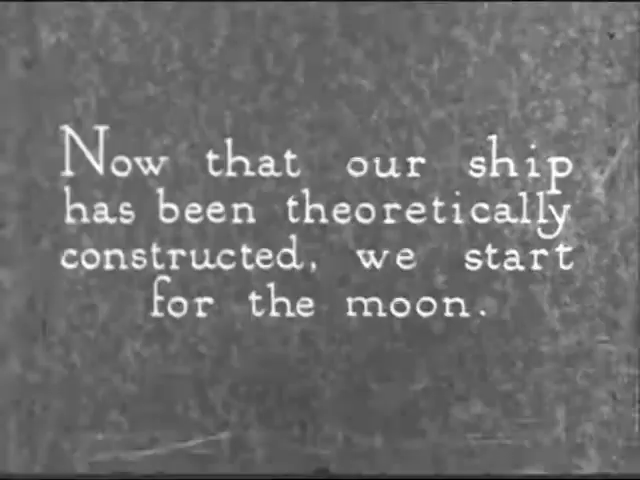 Now that our ship
has been theoretically
constructed, we start
for the moon.